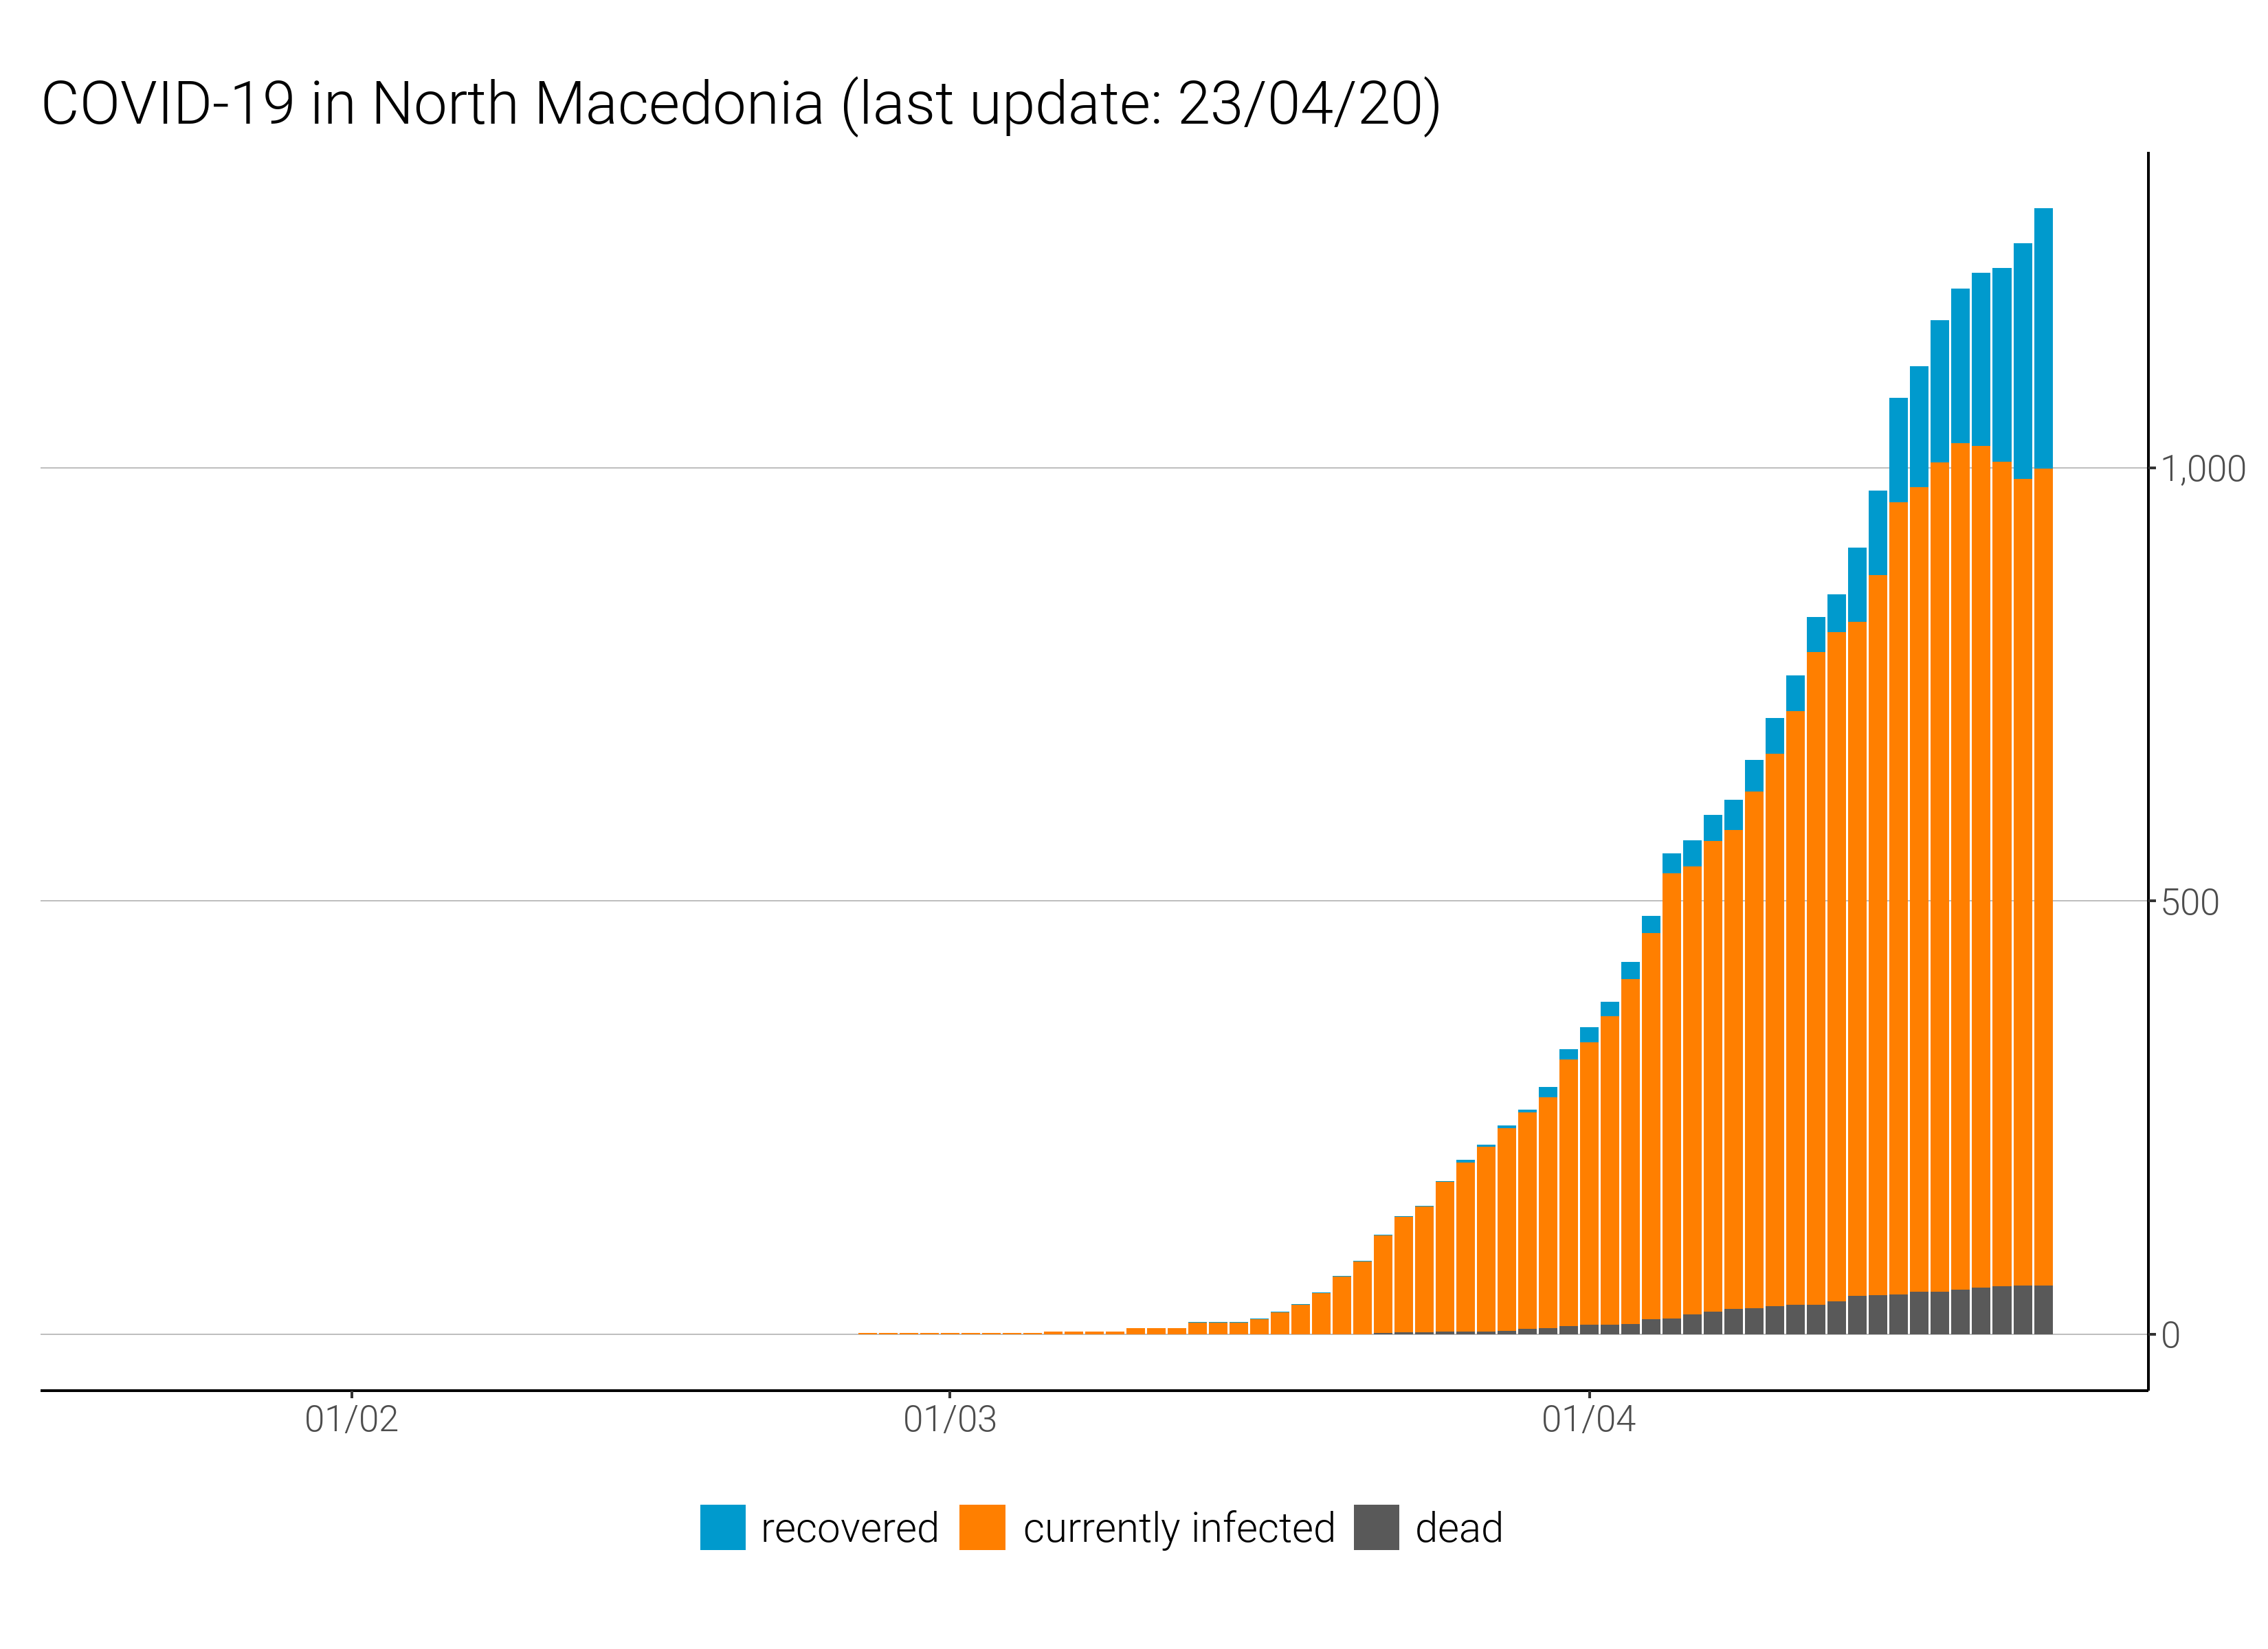 COVID-19 in North Macedonia (last update: 23/04/20)
1,000
500
0
01/02 01/03 01/04
recovered currently infected dead